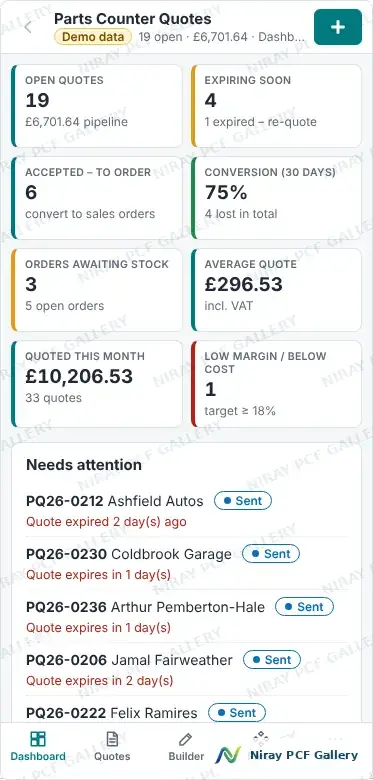 Parts Counter Quotes
Demo data 19 open · £6,701.64 · Dashb...
OPEN QUOTES
19
£6,701.64 pipeline
EXPIRING SOON
4
1 expired – re-quote
ACCEPTED – TO ORDER
6
convert to sales orders
CONVERSION (30 DAYS)
75%
4 lost in total
ORDERS AWAITING STOCK
3
5 open orders
AVERAGE QUOTE
£296.53
incl. VAT
QUOTED THIS MONTH
£10,206.53
33 quotes
LOW MARGIN / BELOW
COST
1
target ≥ 18%
Needs attention
PQ26-0212 Ashfield Autos Sent
Quote expired 2 day(s) ago
PQ26-0230 Coldbrook Garage Sent
Quote expires in 1 day(s)
PQ26-0236 Arthur Pemberton-Hale Sent
Quote expires in 1 day(s)
PQ26-0206 Jamal Fairweather Sent
Quote expires in 2 day(s)
PQ26-0222 Felix Ramires Sent
Dashboard Quotes Builder
Niray PCF Gallery
NIRAY PCF GALLERY